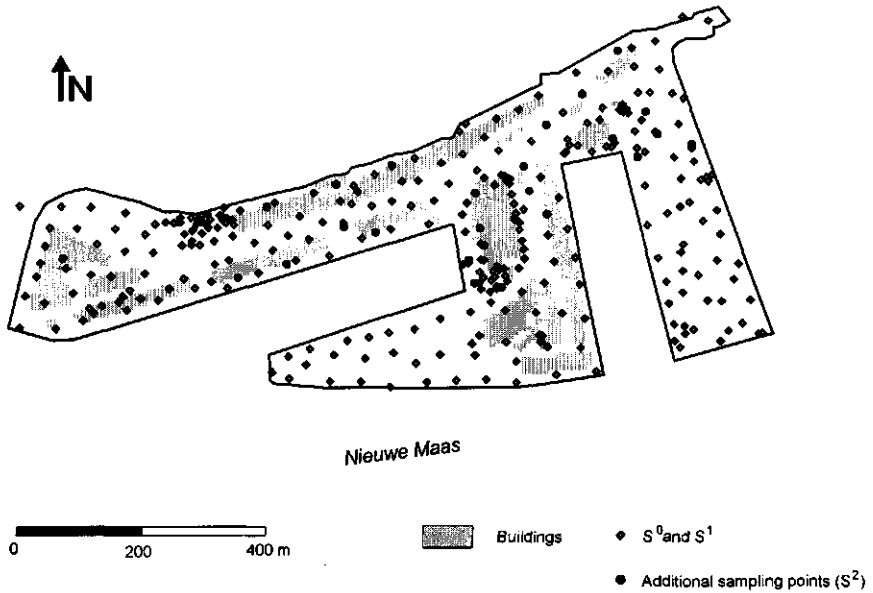 N
Nieuwe Maas
0 200 400 m
Buildings
S⁰ and S¹
Additional sampling points (S²)